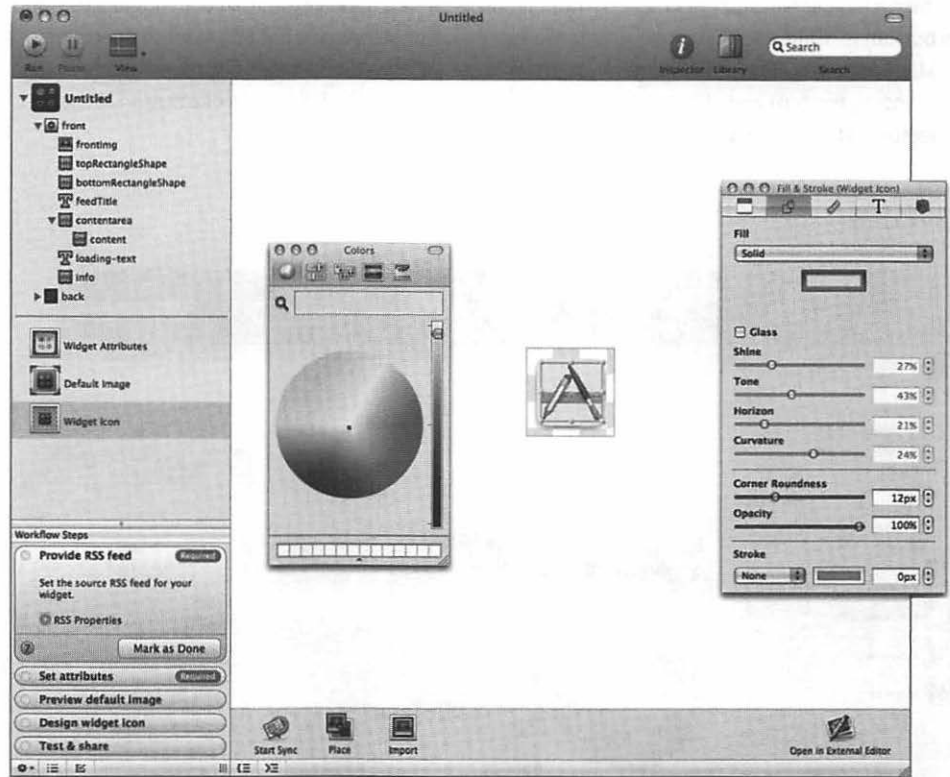 Untitled
Run
Pause
View
Inspector
Library
Search
Search
Untitled
front
frontImg
topRectangleShape
bottomRectangleShape
feedTitle
contentarea
content
loading-text
info
back
Widget Attributes
Default Image
Widget Icon
Workflow Steps
Provide RSS feed
Required
Set the source RSS feed for your
widget.
RSS Properties
?
Mark as Done
Set attributes
Required
Preview default image
Design widget icon
Test & share
Colors
Start Sync
Place
Import
Open in External Editor
Fill & Stroke (Widget Icon)
T
Fill
Solid
Glass
Shine
27%
Tone
43%
Horizon
21%
Curvature
24%
Corner Roundness
12px
Opacity
100%
Stroke
None
0px